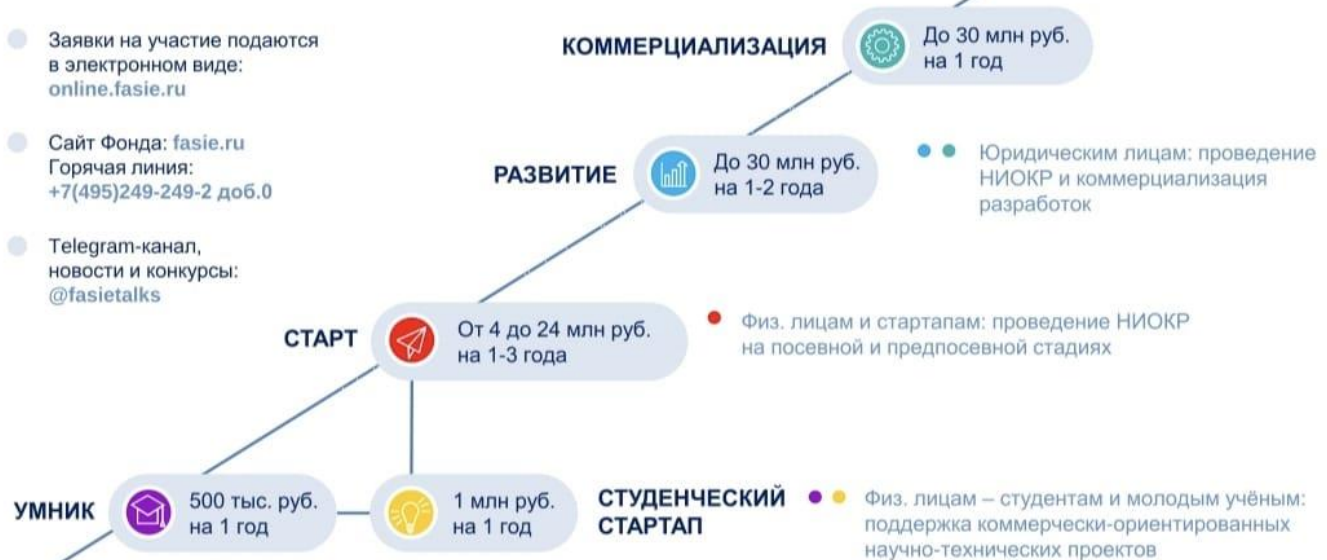 Заявки на участие подаются
в электронном виде:
online.fasie.ru
Сайт Фонда: fasie.ru
Горячая линия:
+7(495)249-249-2 доб.0
Telegram-канал,
новости и конкурсы:
@fasietalks
КОММЕРЦИАЛИЗАЦИЯ
До 30 млн руб.
на 1 год
РАЗВИТИЕ
До 30 млн руб.
на 1-2 года
Юридическим лицам: проведение
НИОКР и коммерциализация
разработок
СТАРТ
От 4 до 24 млн руб.
на 1-3 года
Физ. лицам и стартапам: проведение НИОКР
на посевной и предпосевной стадиях
УМНИК
500 тыс. руб.
на 1 год
1 млн руб.
на 1 год
СТУДЕНЧЕСКИЙ
СТАРТАП
Физ. лицам – студентам и молодым учёным:
поддержка коммерчески-ориентированных
научно-технических проектов